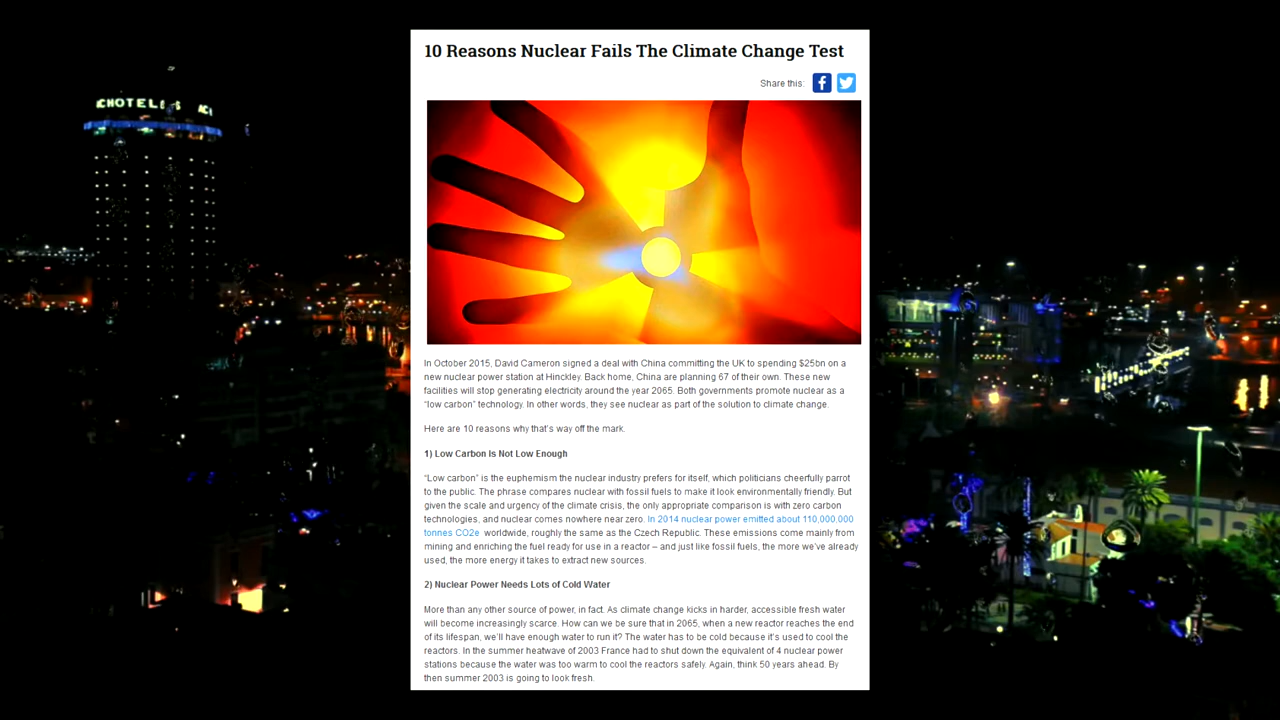 CHOTEL
10 Reasons Nuclear Fails The Climate Change Test
Share this:
In October 2015, David Cameron signed a deal with China committing the UK to spending $25bn on a
new nuclear power station at Hinckley. Back home, China are planning 67 of their own. These new
facilities will stop generating electricity around the year 2065. Both governments promote nuclear as a
“low carbon” technology. In other words, they see nuclear as part of the solution to climate change.
Here are 10 reasons why that’s way off the mark.
1) Low Carbon Is Not Low Enough
“Low carbon” is the euphemism the nuclear industry prefers for itself, which politicians cheerfully parrot
to the public. The phrase compares nuclear with fossil fuels to make it look environmentally friendly. But
given the scale and urgency of the climate crisis, the only appropriate comparison is with zero carbon
technologies, and nuclear comes nowhere near zero. In 2014 nuclear power emitted about 110,000,000
tonnes CO2e worldwide, roughly the same as the Czech Republic. These emissions come mainly from
mining and enriching the fuel ready for use in a reactor – and just like fossil fuels, the more we’ve already
used, the more energy it takes to extract new sources.
2) Nuclear Power Needs Lots of Cold Water
More than any other source of power, in fact. As climate change kicks in harder, accessible fresh water
will become increasingly scarce. How can we be sure that in 2065, when a new reactor reaches the end
of its lifespan, we’ll have enough water to run it? The water has to be cold because it’s used to cool the
reactors. In the summer heatwave of 2003 France had to shut down the equivalent of 4 nuclear power
stations because the water was too warm to cool the reactors safely. Again, think 50 years ahead. By
then summer 2003 is going to look fresh.